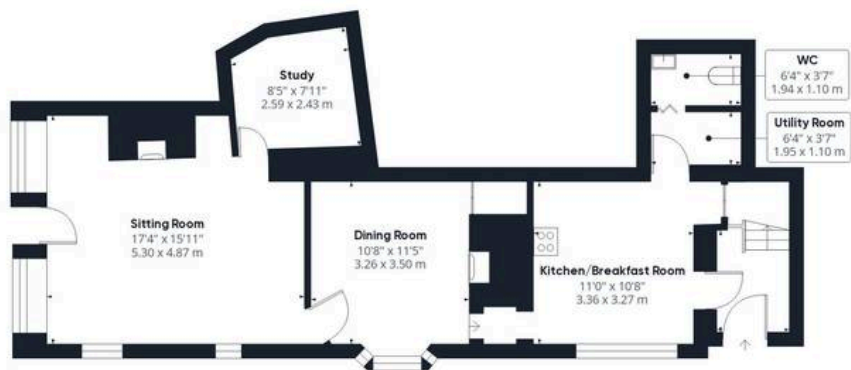 WC
6'4" x 3'7"
1.94 x 1.10 m
Study
8'5" x 7'11"
2.59 x 2.43 m
Utility Room
6'4" x 3'7"
1.95 x 1.10 m
Sitting Room
17'4" x 15'11"
5.30 x 4.87 m
Dining Room
10'8" x 11'5"
3.26 x 3.50 m
Kitchen/Breakfast Room
11'0" x 10'8"
3.36 x 3.27 m